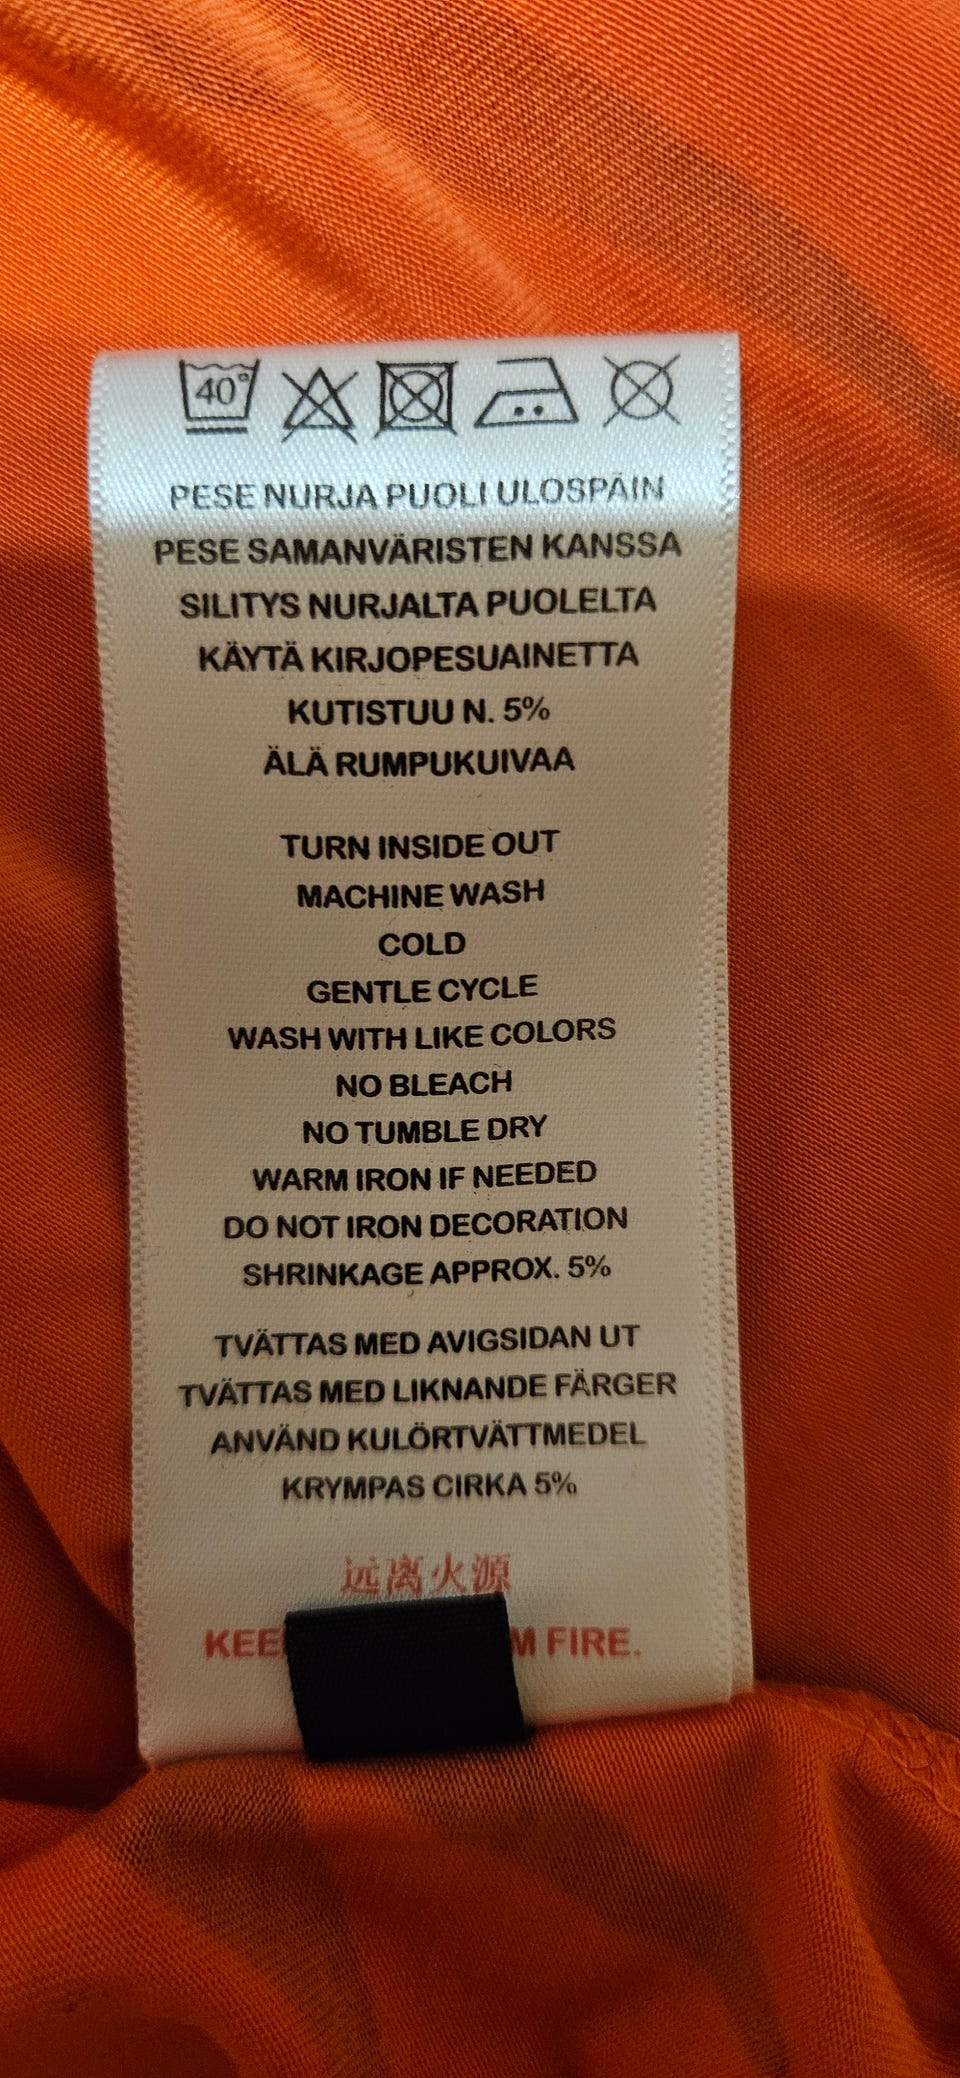 40°
PESE NURJA PUOLI ULOSPÄIN
PESE SAMANVÄRISTEN KANSSA
SILITYS NURJALTA PUOLELTA
KÄYTÄ KIRJOPESUAINETTA
KUTISTUU N. 5%
ÄLÄ RUMPUKUIVAA
TURN INSIDE OUT
MACHINE WASH
COLD
GENTLE CYCLE
WASH WITH LIKE COLORS
NO BLEACH
NO TUMBLE DRY
WARM IRON IF NEEDED
DO NOT IRON DECORATION
SHRINKAGE APPROX. 5%
TVÄTTAS MED AVIGSIDAN UT
TVÄTTAS MED LIKNANDE FÄRGER
ANVÄND KULÖRTVÄTTMEDEL
KRYMPAS CIRKA 5%
远离火源
FIRE.